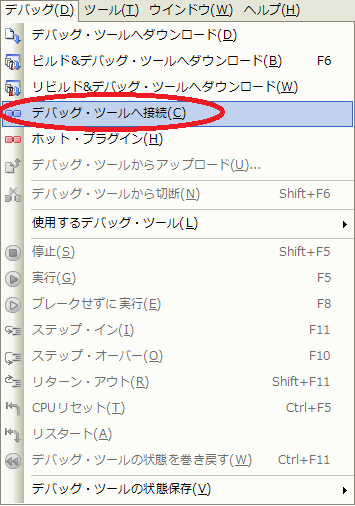 デバッグ(D) ツール(T) ウインドウ(W) ヘルプ(H)
デバッグ・ツールへダウンロード(D)
ビルド&デバッグ・ツールへダウンロード(B) F6
リビルド&デバッグ・ツールへダウンロード(W)
デバッグ・ツールへ接続(C)
ホット・プラグイン(H)
デバッグ・ツールからアップロード(U)...
デバッグ・ツールから切断(N) Shift+F6
使用するデバッグ・ツール(L)
停止(S) Shift+F5
実行(G) F5
ブレークせずに実行(E) F8
ステップ・イン(I) F11
ステップ・オーバー(O) F10
リターン・アウト(R) Shift+F11
CPUリセット(T) Ctrl+F5
リスタート(A)
デバッグ・ツールの状態を巻き戻す(W) Ctrl+F11
デバッグ・ツールの状態保存(V)